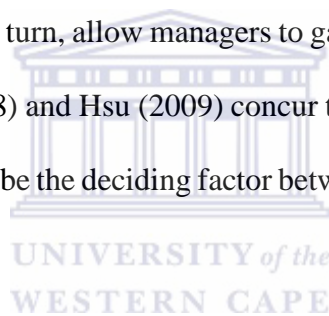 turn, allow managers to ga
8) and Hsu (2009) concur t
be the deciding factor betw
UNIVERSITY of the
WESTERN CAPE